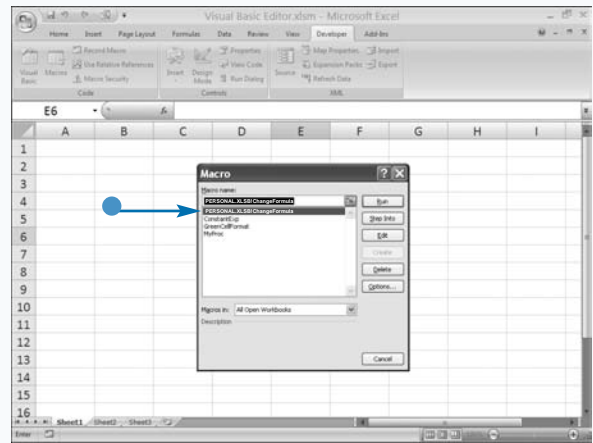 Visual Basic Editor.xlsm - Microsoft Excel
Home Insert Page Layout Formulas Data Review View Developer Add-Ins
Visual Basic Macros Record Macro Use Relative References Macro Security
Code
Insert Design Mode Properties View Code Run Dialog
Controls
Source Map Properties Expansion Packs Refresh Data Import Export
XML
E6 fx
A B C D E F G H I
1
2
3
4
5
6
7
8
9
10
11
12
13
14
15
16
Macro
Macro name:
PERSONAL.XLSB!ChangeFormula
PERSONAL.XLSB!ChangeFormula
ConstantExp
GreenCellFormat
MyProc
Run
Step Into
Edit
Create
Delete
Options...
Macros in: All Open Workbooks
Description
Cancel
Sheet1 Sheet2 Sheet3
Enter